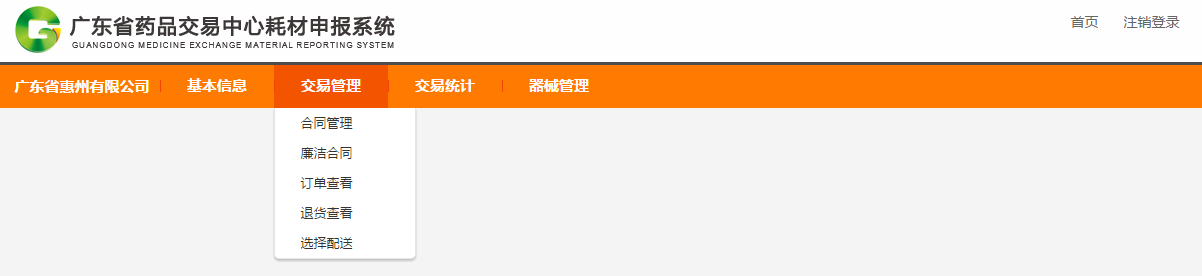 广东省药品交易中心耗材申报系统
GUANGDONG MEDICINE EXCHANGE MATERIAL REPORTING SYSTEM
首页 注销登录
广东省惠州有限公司 基本信息 交易管理 交易统计 器械管理
合同管理
廉洁合同
订单查看
退货查看
选择配送